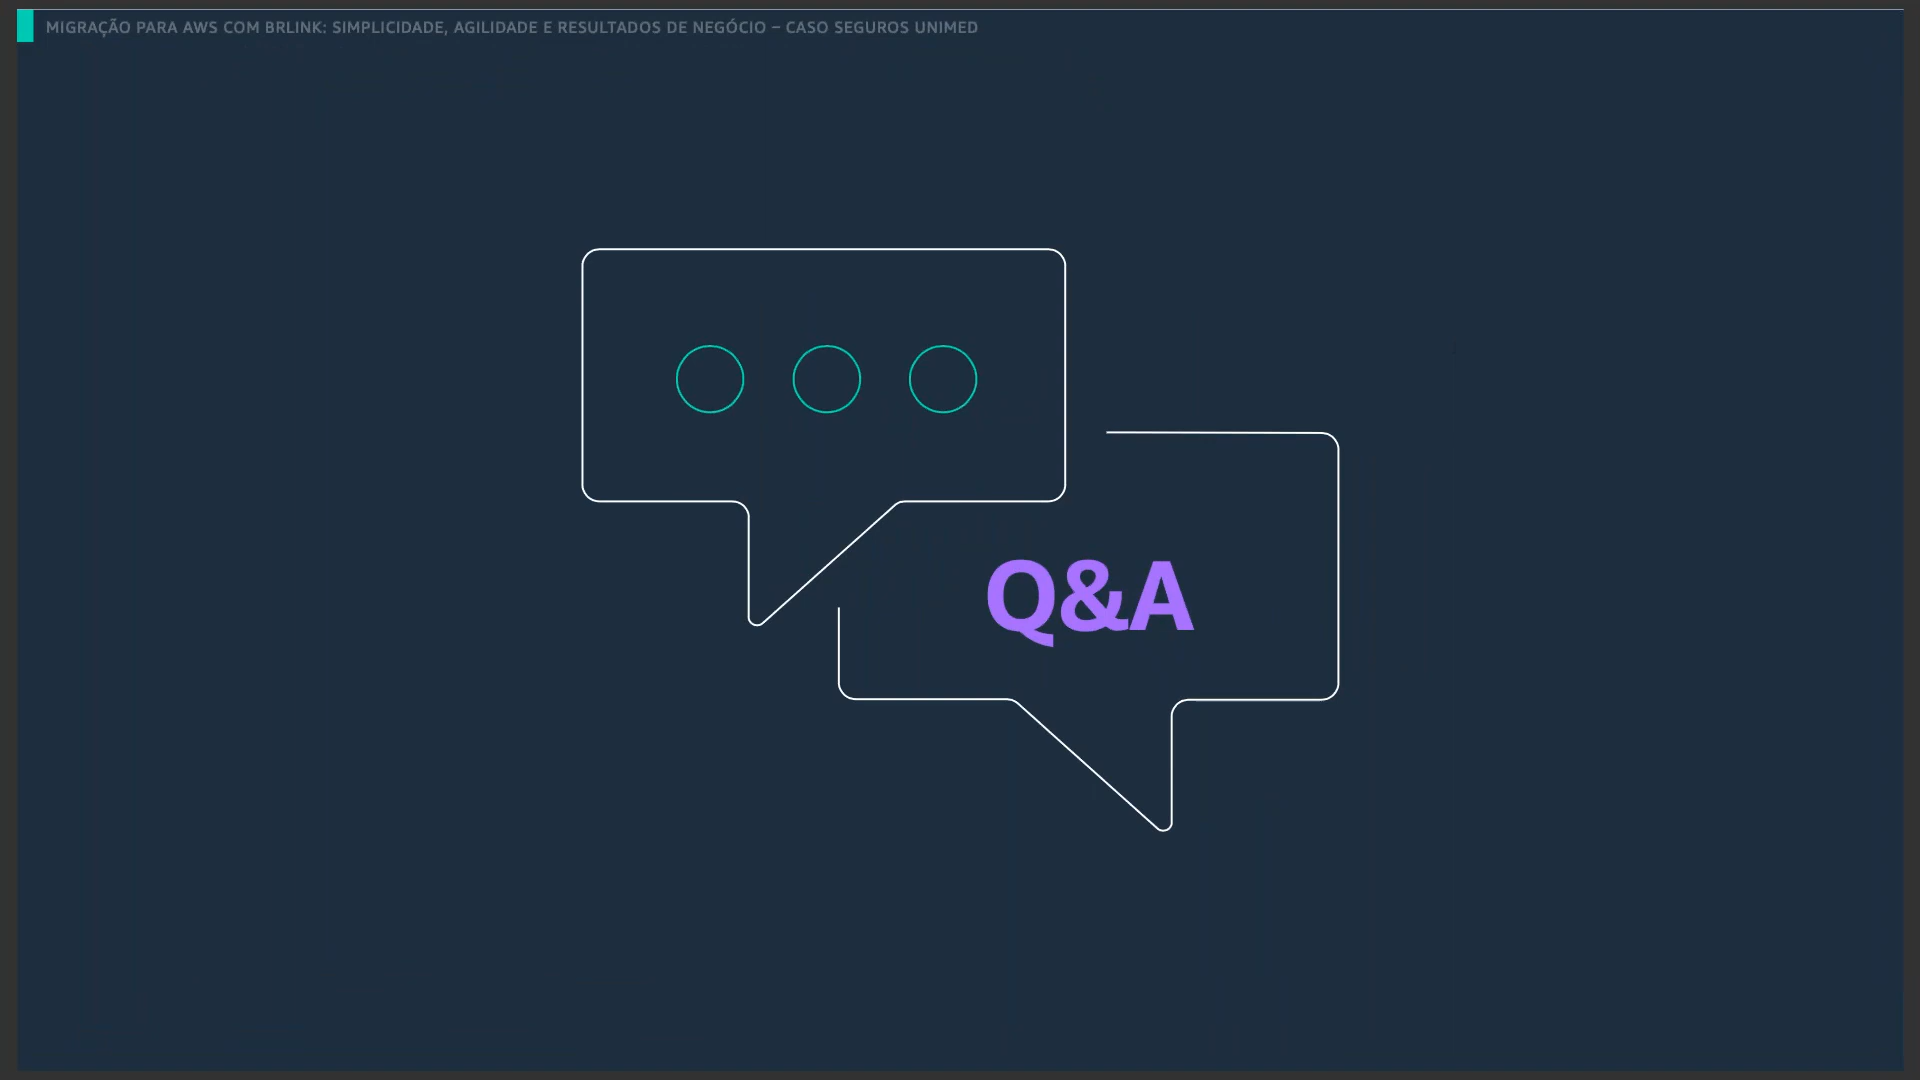 MIGRAÇÃO PARA AWS COM BRLINK: SIMPLICIDADE, AGILIDADE E RESULTADOS DE NEGÓCIO – CASO SEGUROS UNIMED
Q&A